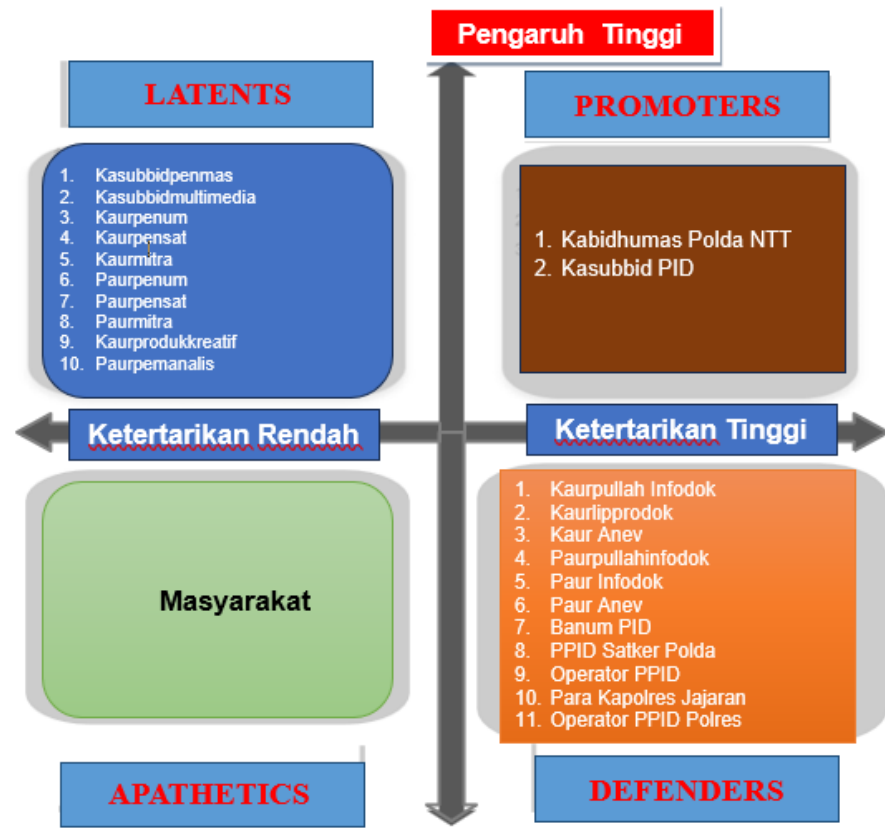 Pengaruh Tinggi
LATENTS
PROMOTERS
1. Kasubbidpenmas
2. Kasubbidmultimedia
3. Kaurpenum
4. Kaurpensat
5. Kaurmitra
6. Paurpenum
7. Paurpensat
8. Paurmitra
9. Kaurprodukkreatif
10. Paurpemanalis
1. Kabidhumas Polda NTT
2. Kasubbid PID
Ketertarikan Rendah
Ketertarikan Tinggi
Masyarakat
1. Kaurpullah Infodok
2. Kaurlipprodok
3. Kaur Anev
4. Paurpullahinfodok
5. Paur Infodok
6. Paur Anev
7. Banum PID
8. PPID Satker Polda
9. Operator PPID
10. Para Kapolres Jajaran
11. Operator PPID Polres
APATHETICS
DEFENDERS